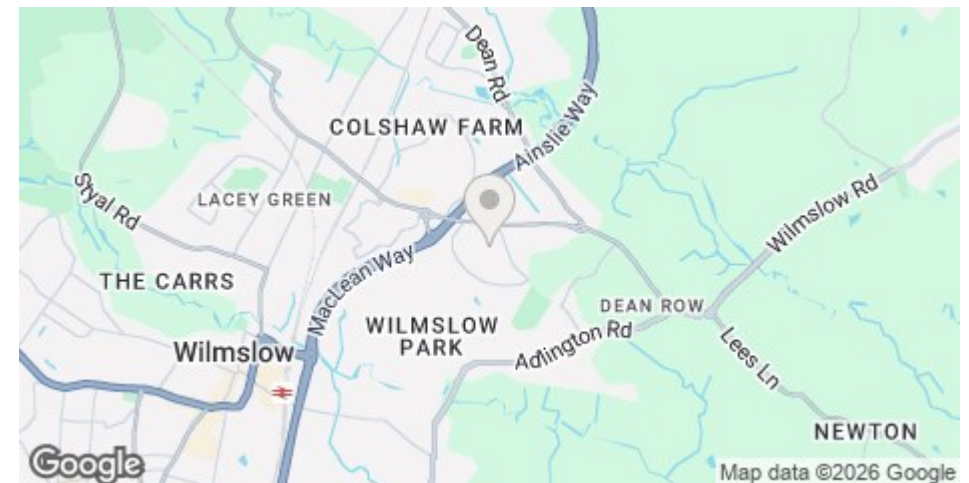 Dean Rd
COLSHAW FARM
Ainslie Way
LACEY GREEN
Styal Rd
Wilmslow Rd
MacLean Way
THE CARRS
DEAN ROW
WILMSLOW
PARK
Adlington Rd
Wilmslow
Lees Ln
NEWTON
Google
Map data ©2026 Google